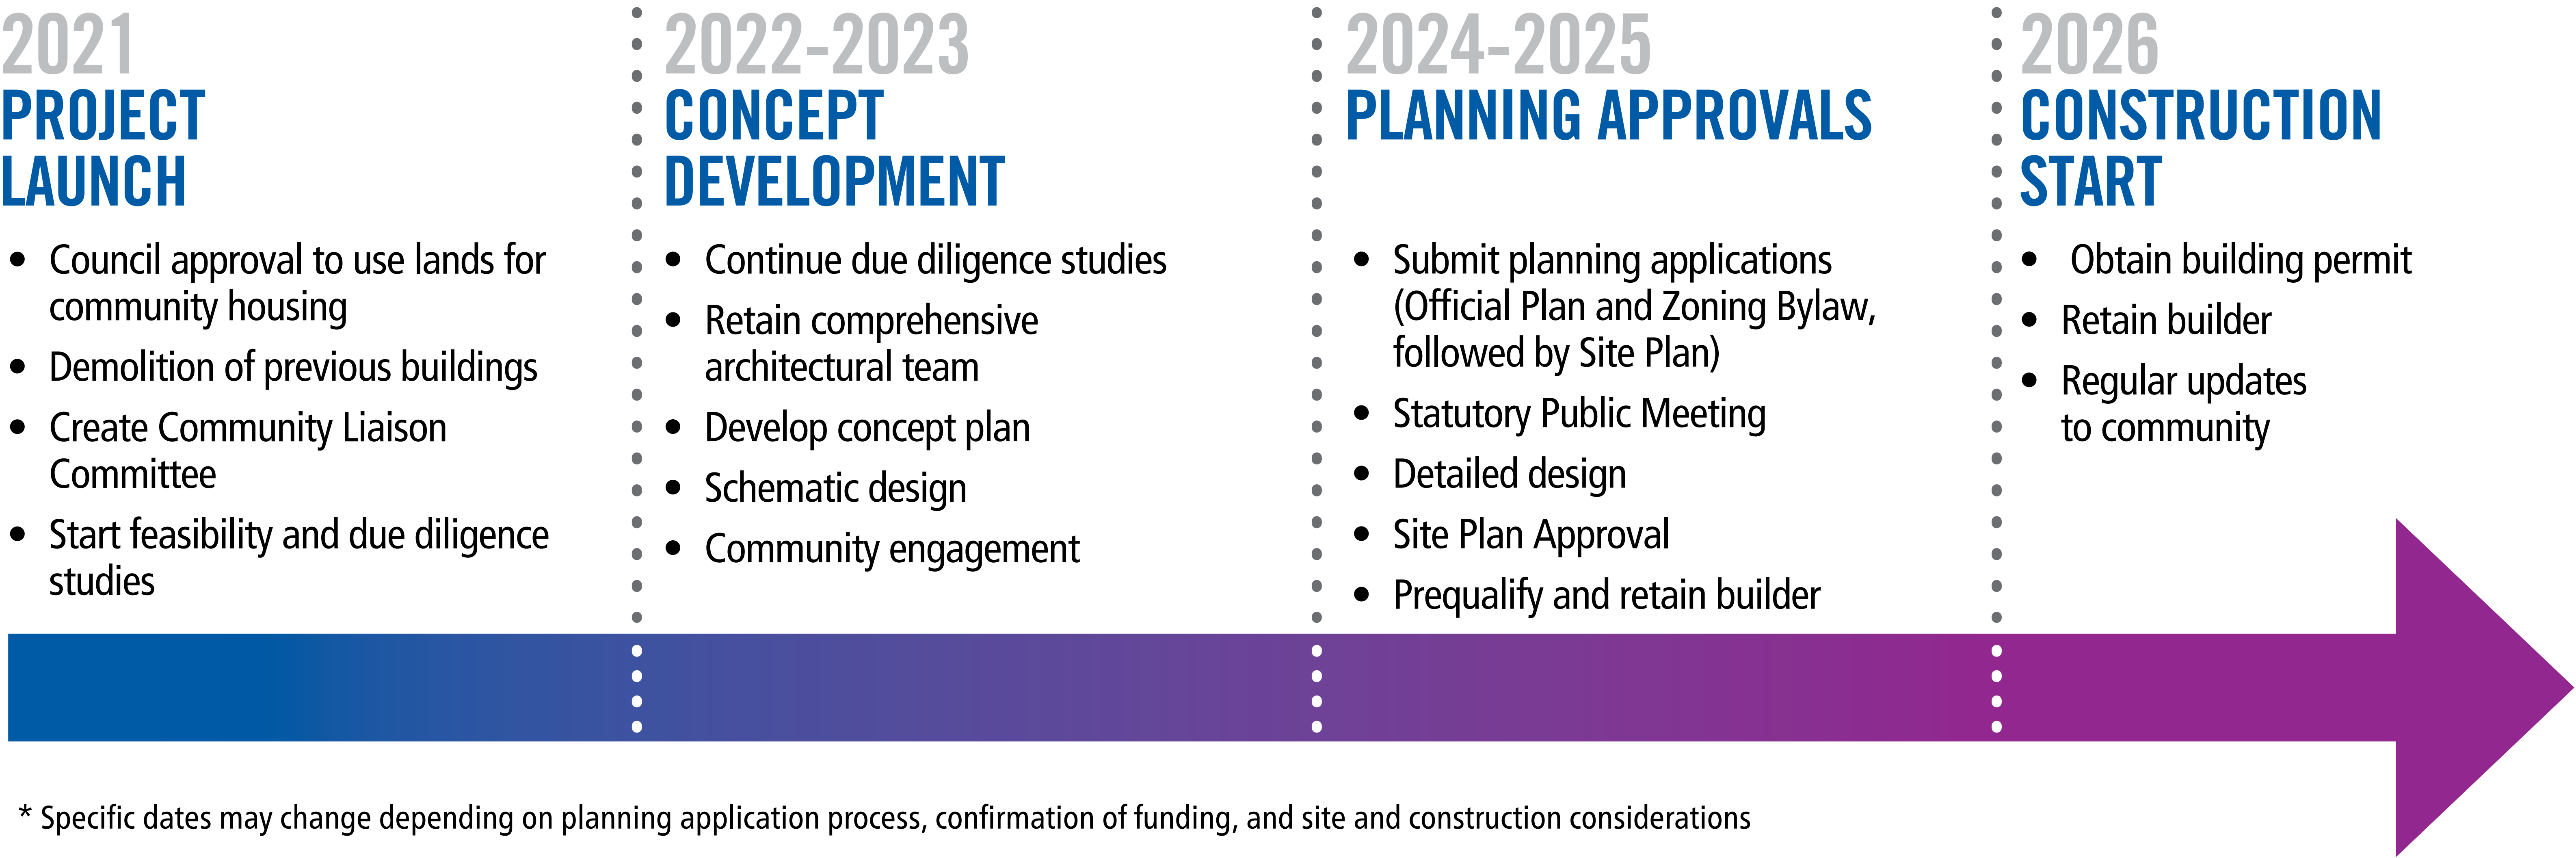 2021
PROJECT
LAUNCH
• Council approval to use lands for
community housing
• Demolition of previous buildings
• Create Community Liaison
Committee
• Start feasibility and due diligence
studies
2022–2023
CONCEPT
DEVELOPMENT
• Continue due diligence studies
• Retain comprehensive
architectural team
• Develop concept plan
• Schematic design
• Community engagement
2024–2025
PLANNING APPROVALS
• Submit planning applications
(Official Plan and Zoning Bylaw,
followed by Site Plan)
• Statutory Public Meeting
• Detailed design
• Site Plan Approval
• Prequalify and retain builder
2026
CONSTRUCTION
START
• Obtain building permit
• Retain builder
• Regular updates
to community
* Specific dates may change depending on planning application process, confirmation of funding, and site and construction considerations